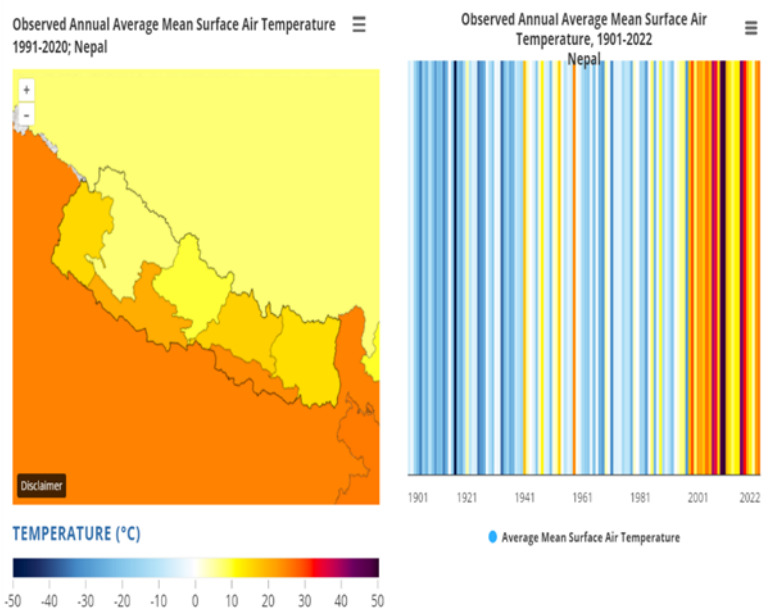 Observed Annual Average Mean Surface Air Temperature
1991-2020; Nepal
+
-
Disclaimer
TEMPERATURE (°C)
-50 -40 -30 -20 -10 0 10 20 30 40 50
Observed Annual Average Mean Surface Air
Temperature, 1901-2022
Nepal
1901 1921 1941 1961 1981 2001 2022
Average Mean Surface Air Temperature